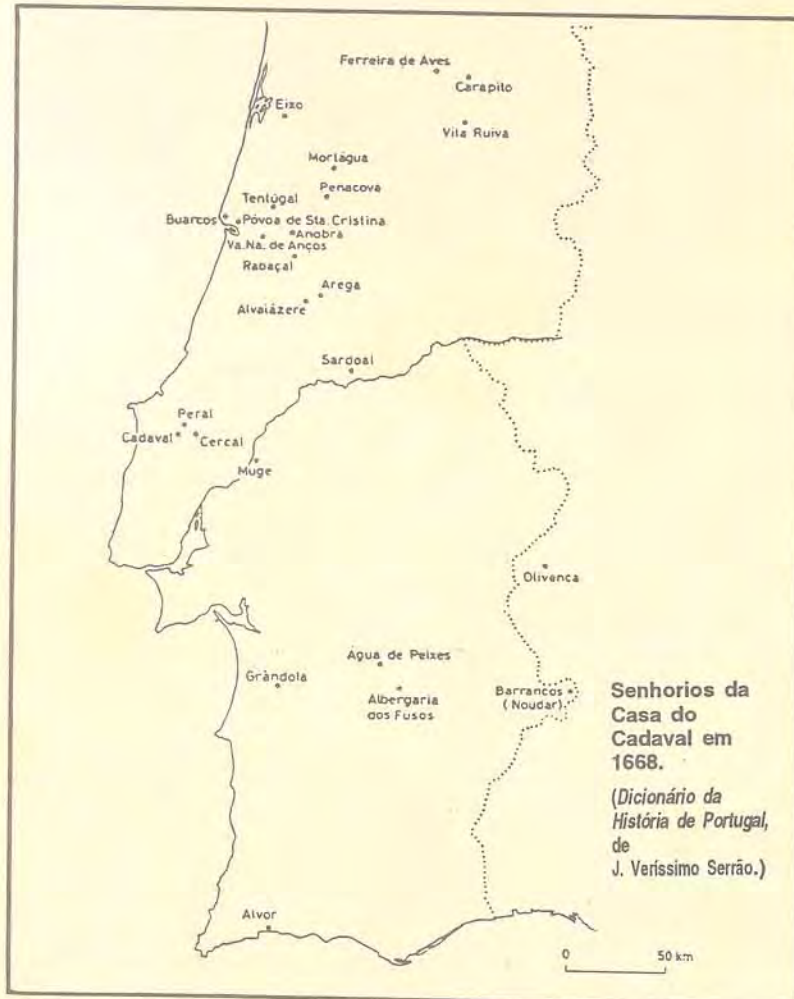 Ferreira de Aves
Carapito
Eixo
Vila Ruiva
Mortágua
Penacova
Tentúgal
Buarcos
Póvoa de Sta. Cristina
Anobra
Va. Na. de Anços
Rabaçal
Arega
Alvaiázere
Sardoal
Peral
Cadaval
Cercal
Muge
Olivença
Água de Peixes
Grândola
Albergaria
dos Fusos
Barrancos
(Noudar)
Senhorios da
Casa do
Cadaval em
1668.
(Dicionário da
História de Portugal,
de
J. Veríssimo Serrão.)
Alvor
0 50 km